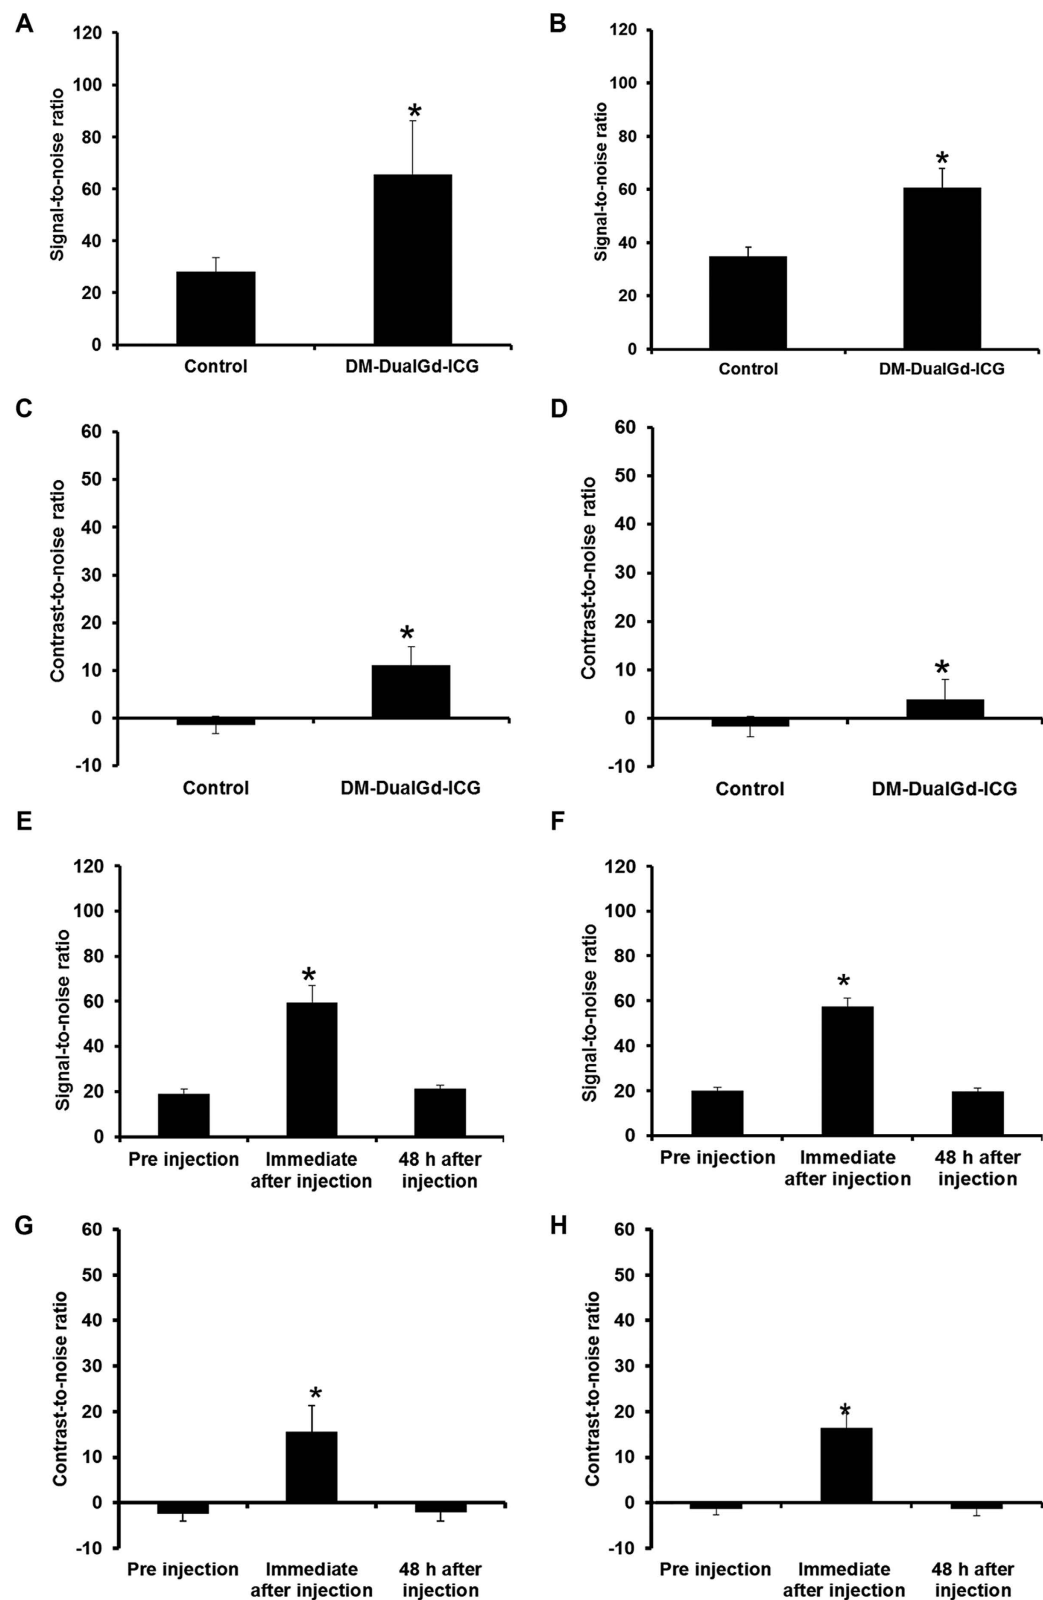 A
Signal-to-noise ratio
120
100
80
60
40
20
0
*
Control
DM-DualGd-ICG
B
Signal-to-noise ratio
120
100
80
60
40
20
0
*
Control
DM-DualGd-ICG
C
Contrast-to-noise ratio
60
50
40
30
20
10
0
-10
*
Control
DM-DualGd-ICG
D
Contrast-to-noise ratio
60
50
40
30
20
10
0
-10
*
Control
DM-DualGd-ICG
E
Signal-to-noise ratio
120
100
80
60
40
20
0
*
Pre injection
Immediate
after injection
48 h after
injection
F
Signal-to-noise ratio
120
100
80
60
40
20
0
*
Pre injection
Immediate
after injection
48 h after
injection
G
Contrast-to-noise ratio
60
50
40
30
20
10
0
-10
*
Pre injection
Immediate
after injection
48 h after
injection
H
Contrast-to-noise ratio
60
50
40
30
20
10
0
-10
*
Pre injection
Immediate
after injection
48 h after
injection